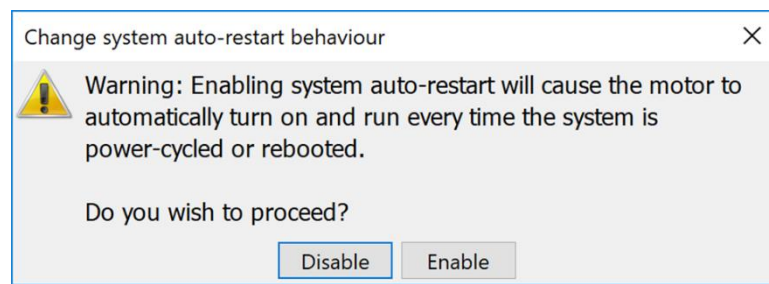 Change system auto-restart behaviour
Warning: Enabling system auto-restart will cause the motor to
automatically turn on and run every time the system is
power-cycled or rebooted.
Do you wish to proceed?
Disable Enable